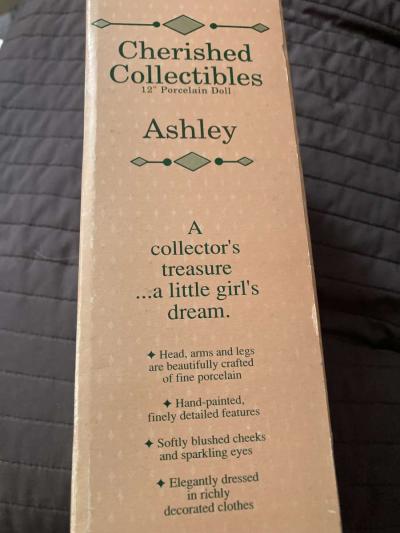 Cherished
Collectibles
12" Porcelain Doll
Ashley
A
collector's
treasure
...a little girl's
dream.
✦ Head, arms and legs
are beautifully crafted
of fine porcelain
✦ Hand-painted,
finely detailed features
✦ Softly blushed cheeks
and sparkling eyes
✦ Elegantly dressed
in richly
decorated clothes